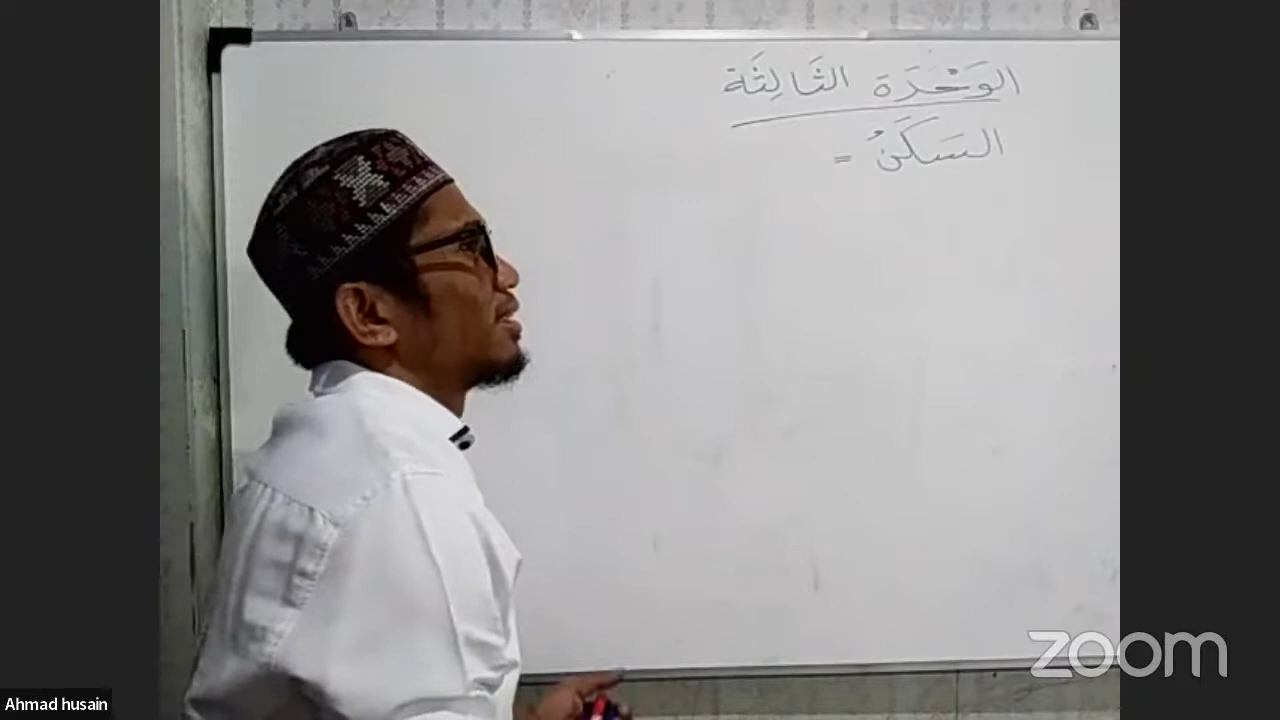 الوَحْدَة الثَالِثَة
السَكَنُ =
zoom
Ahmad husain